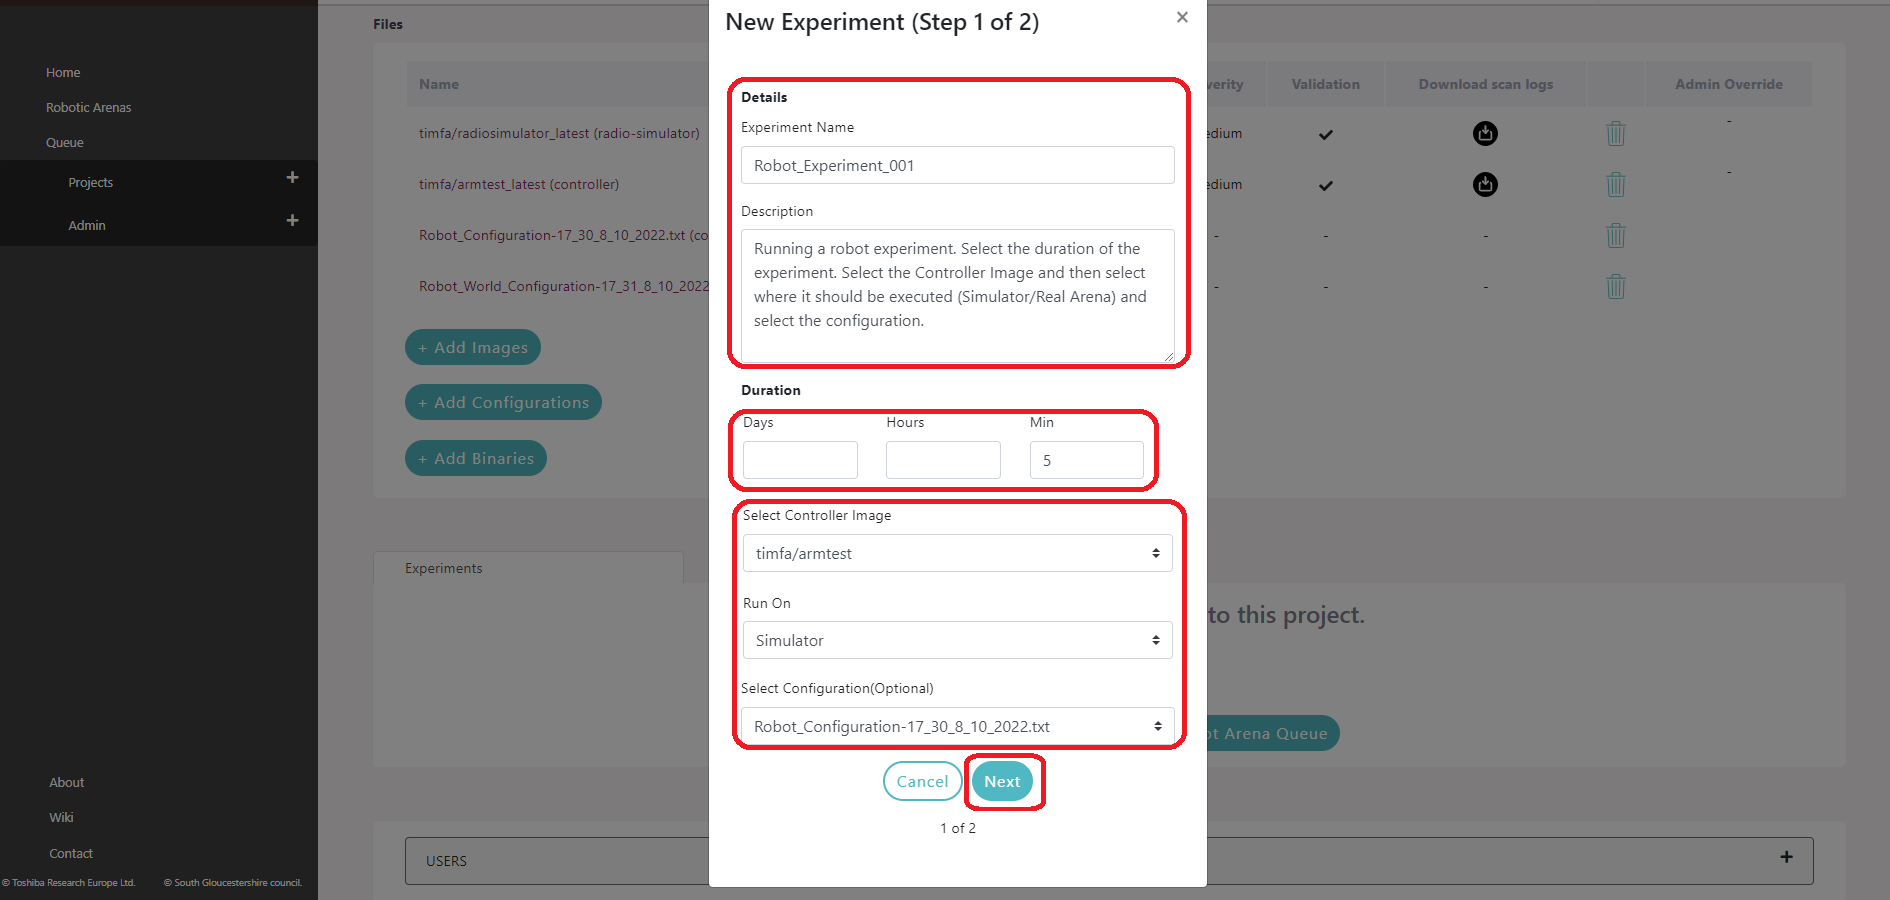 Home
Robotic Arenas
Queue
Projects
Admin
About
Wiki
Contact
© Toshiba Research Europe Ltd.
© South Gloucestershire council.
Files
Name
Validation
Download scan logs
Admin Override
timfa/radiosimulator_latest (radio-simulator)
-
timfa/armtest_latest (controller)
-
Robot_Configuration-17_30_8_10_2022.txt (co
- - -
Robot_World_Configuration-17_31_8_10_2022
- - -
+ Add Images
+ Add Configurations
+ Add Binaries
Experiments
to this project.
Arena Queue
USERS
+
New Experiment (Step 1 of 2)
×
Details
Experiment Name
Robot_Experiment_001
Description
Running a robot experiment. Select the duration of the
experiment. Select the Controller Image and then select
where it should be executed (Simulator/Real Arena) and
select the configuration.
Duration
Days Hours Min
5
Select Controller Image
timfa/armtest
Run On
Simulator
Select Configuration(Optional)
Robot_Configuration-17_30_8_10_2022.txt
Cancel Next
1 of 2